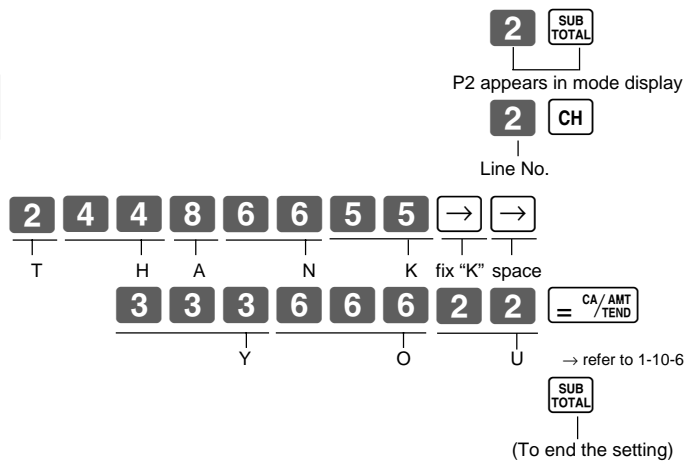 2 SUB TOTAL
P2 appears in mode display
2 CH
Line No.
2 4 4 8 6 6 5 5 → →
T H A N K fix “K” space
3 3 3 6 6 6 2 2 = CA/AMT TEND
Y O U → refer to 1-10-6
SUB TOTAL
(To end the setting)